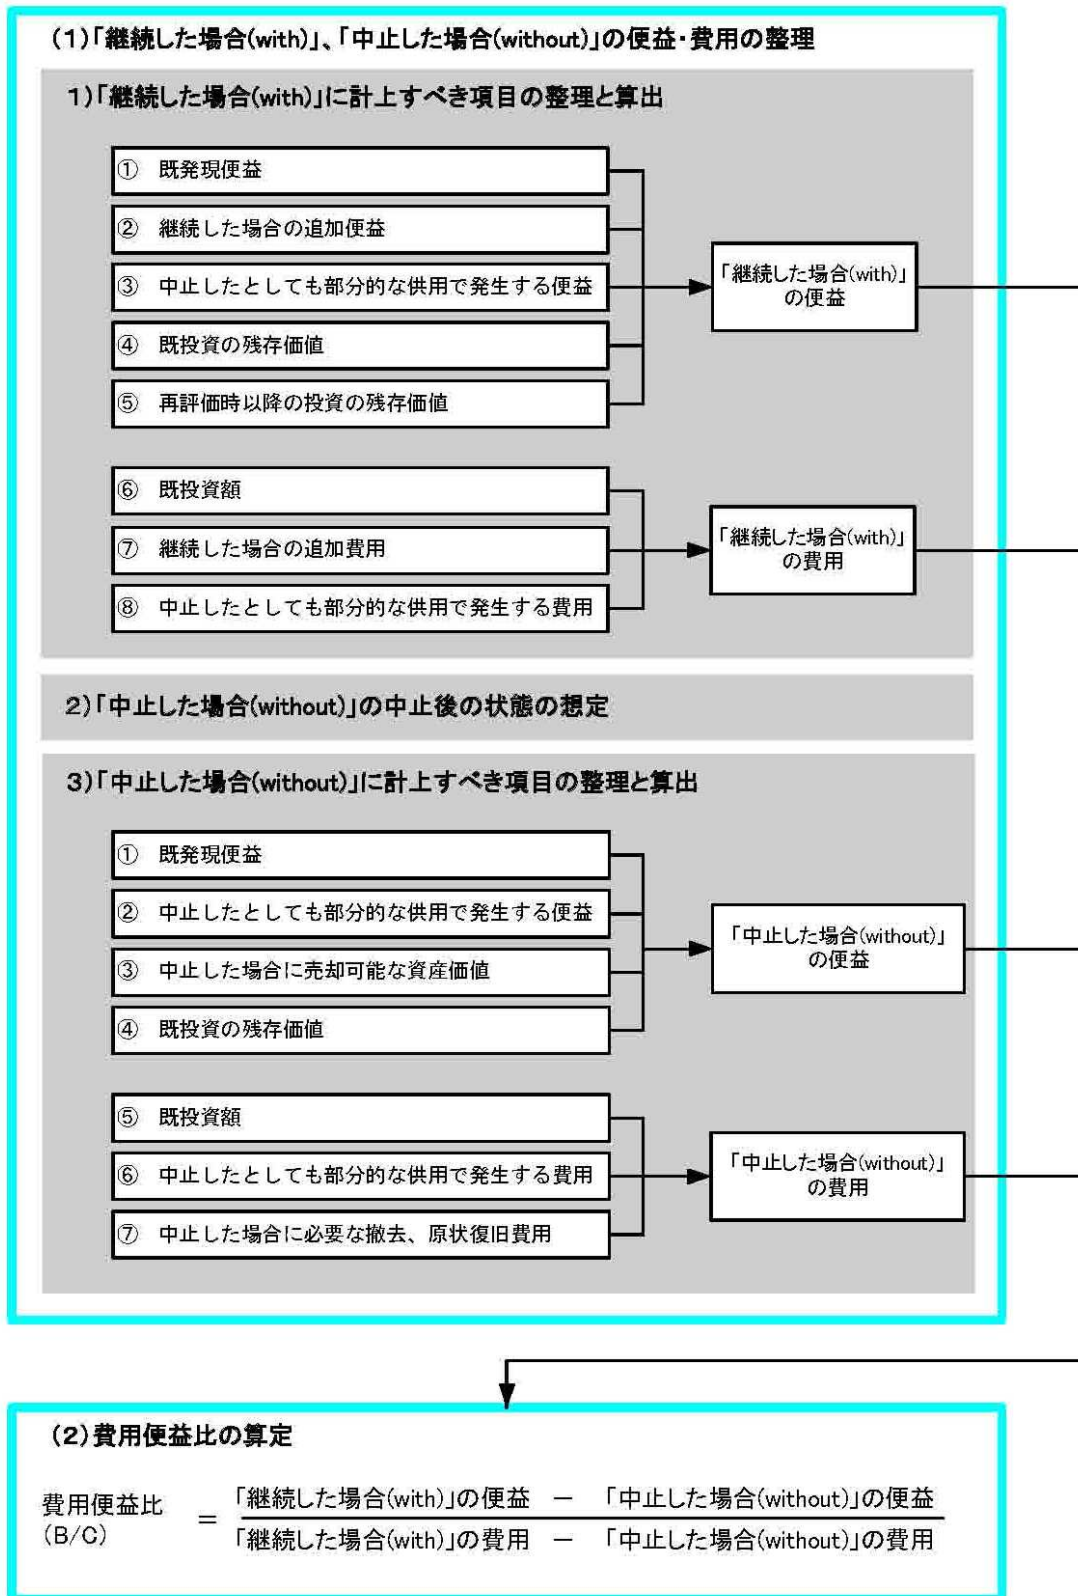 (1)「継続した場合(with)」、「中止した場合(without)」の便益・費用の整理
1)「継続した場合(with)」に計上すべき項目の整理と算出
① 既発現便益
② 継続した場合の追加便益
③ 中止したとしても部分的な供用で発生する便益
④ 既投資の残存価値
⑤ 再評価時以降の投資の残存価値
「継続した場合(with)」
の便益
⑥ 既投資額
⑦ 継続した場合の追加費用
⑧ 中止したとしても部分的な供用で発生する費用
「継続した場合(with)」
の費用
2)「中止した場合(without)」の中止後の状態の想定
3)「中止した場合(without)」に計上すべき項目の整理と算出
① 既発現便益
② 中止したとしても部分的な供用で発生する便益
③ 中止した場合に売却可能な資産価値
④ 既投資の残存価値
「中止した場合(without)」
の便益
⑤ 既投資額
⑥ 中止したとしても部分的な供用で発生する費用
⑦ 中止した場合に必要な撤去、原状復旧費用
「中止した場合(without)」
の費用
(2)費用便益比の算定
費用便益比
(B/C)
=
「継続した場合(with)」の便益 － 「中止した場合(without)」の便益
「継続した場合(with)」の費用 － 「中止した場合(without)」の費用